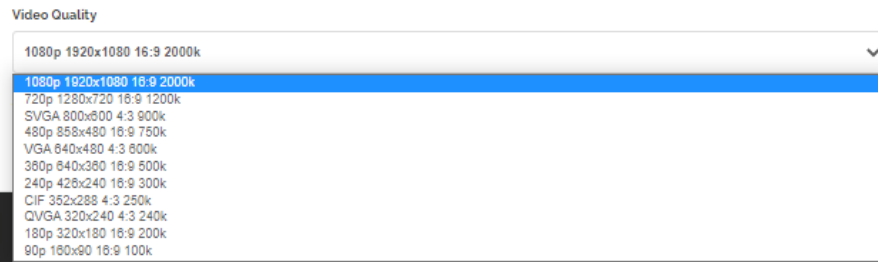 Video Quality
1080p 1920x1080 16:9 2000k
1080p 1920x1080 16:9 2000k
720p 1280x720 16:9 1200k
SVGA 800x600 4:3 900k
480p 858x480 16:9 750k
VGA 640x480 4:3 600k
360p 640x360 16:9 500k
240p 426x240 16:9 300k
CIF 352x288 4:3 250k
QVGA 320x240 4:3 240k
180p 320x180 16:9 200k
90p 160x90 16:9 100k